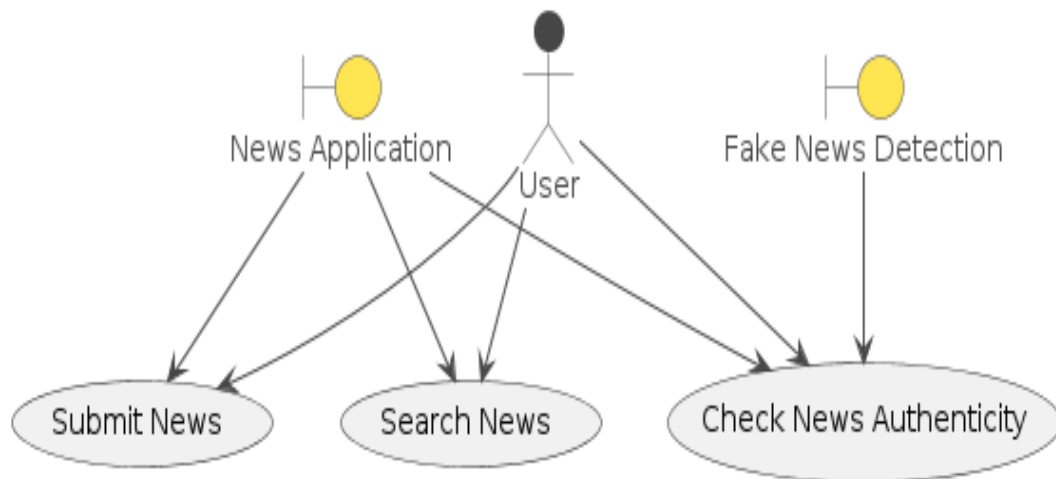 News Application
User
Fake News Detection
Submit News
Search News
Check News Authenticity